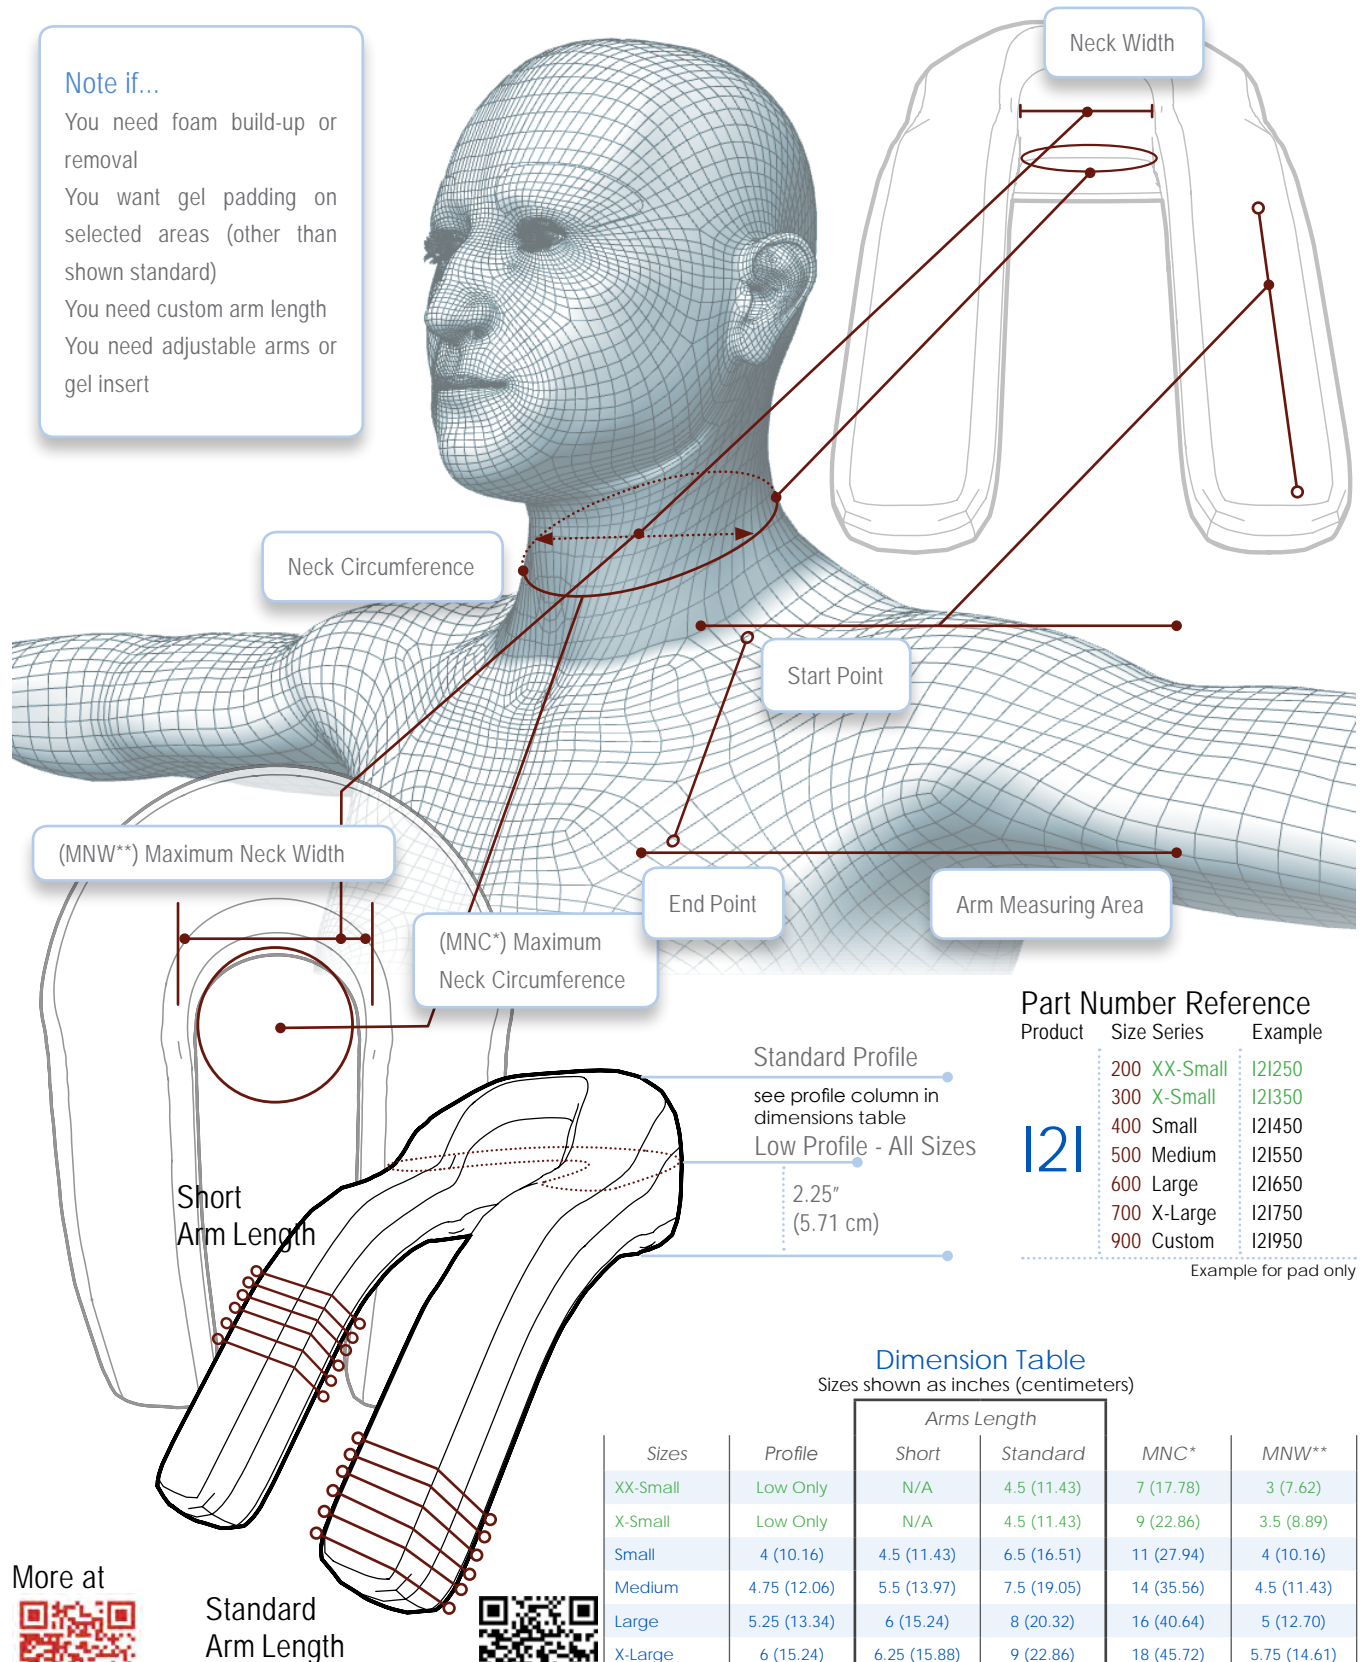 Neck Width
Note if...
You need foam build-up or
removal
You want gel padding on
selected areas (other than
shown standard)
You need custom arm length
You need adjustable arms or
gel insert
Neck Circumference
Start Point
(MNW**) Maximum Neck Width
End Point
Arm Measuring Area
(MNC*) Maximum
Neck Circumference
Part Number Reference
Product Size Series Example
200 XX-Small I2I250
300 X-Small I2I350
400 Small I2I450
I2I
500 Medium I2I550
600 Large I2I650
700 X-Large I2I750
900 Custom I2I950
Example for pad only
Standard Profile
see profile column in
dimensions table
Low Profile - All Sizes
2.25"
(5.71 cm)
Short
Arm Length
Dimension Table
Sizes shown as inches (centimeters)
Arms Length
Sizes Profile Short Standard MNC* MNW**
XX-Small Low Only N/A 4.5 (11.43) 7 (17.78) 3 (7.62)
X-Small Low Only N/A 4.5 (11.43) 9 (22.86) 3.5 (8.89)
Small 4 (10.16) 4.5 (11.43) 6.5 (16.51) 11 (27.94) 4 (10.16)
Medium 4.75 (12.06) 5.5 (13.97) 7.5 (19.05) 14 (35.56) 4.5 (11.43)
Large 5.25 (13.34) 6 (15.24) 8 (20.32) 16 (40.64) 5 (12.70)
X-Large 6 (15.24) 6.25 (15.88) 9 (22.86) 18 (45.72) 5.75 (14.61)
More at
Standard
Arm Length